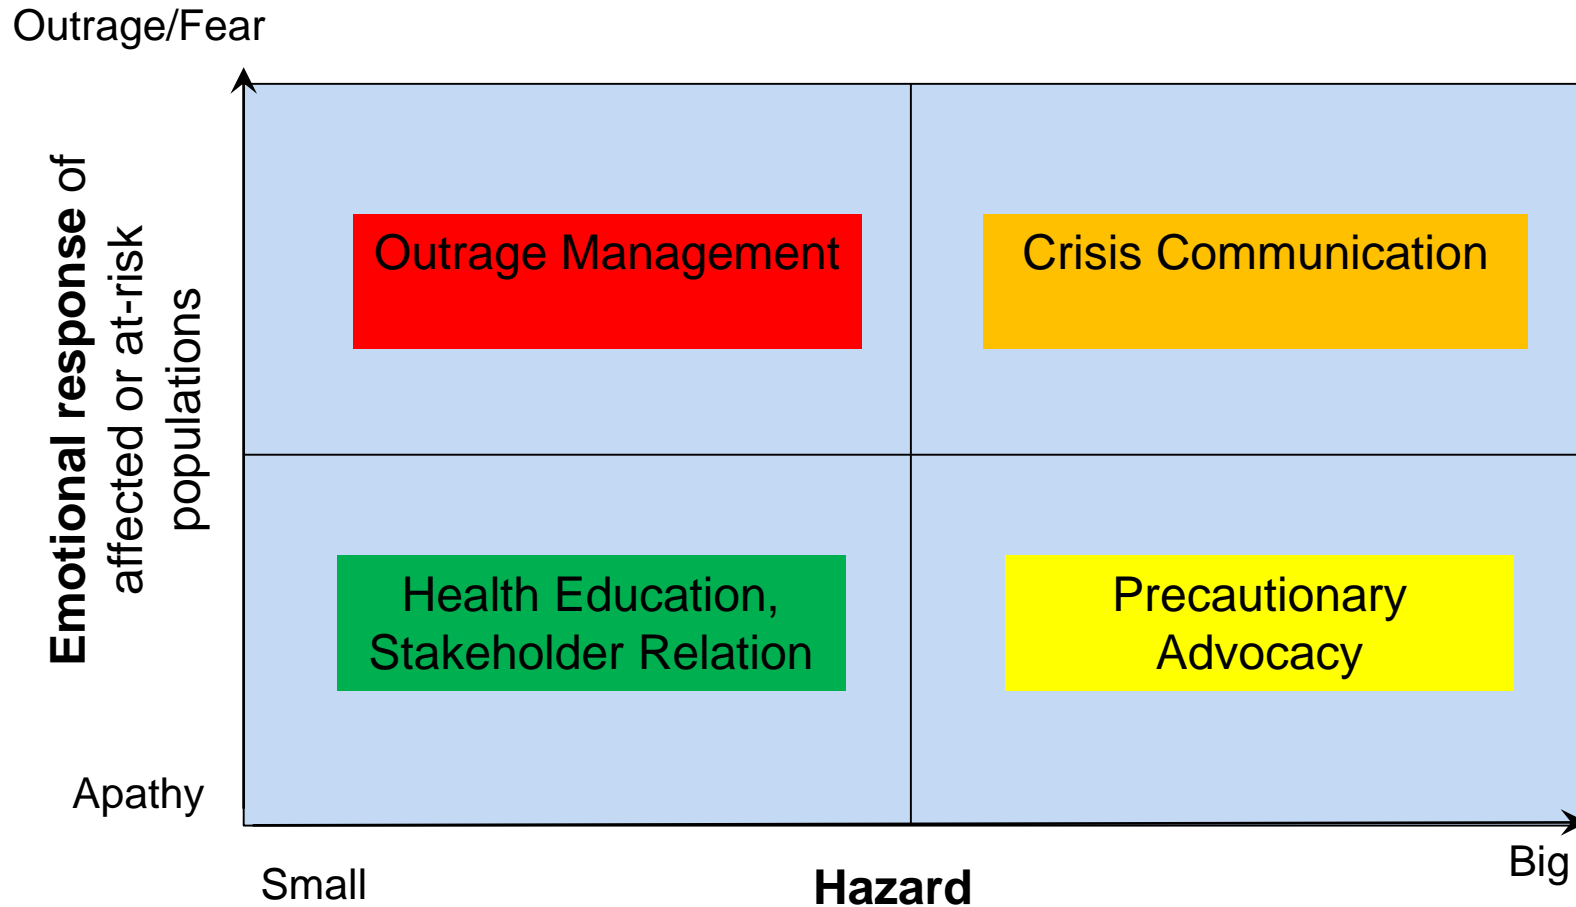 Outrage/Fear
Emotional response of
affected or at-risk
populations
Outrage Management
Crisis Communication
Health Education,
Stakeholder Relation
Precautionary
Advocacy
Apathy
Small
Hazard
Big